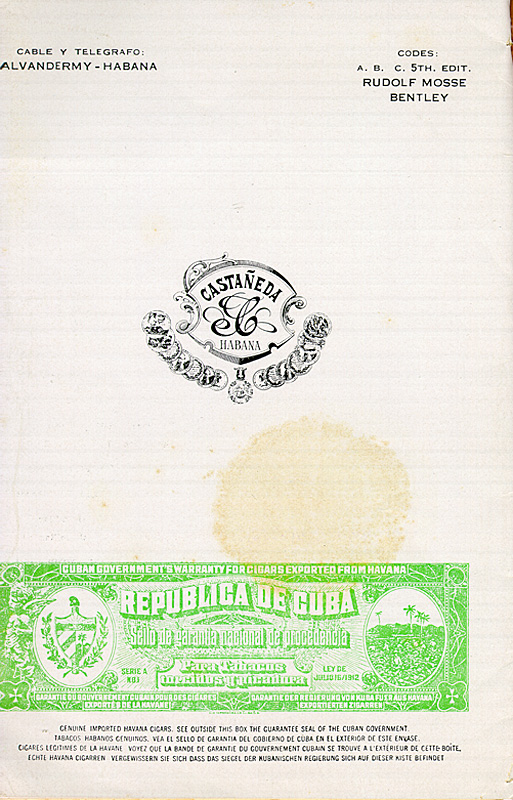 CABLE Y TELEGRAFO:
ALVANDERMY - HABANA
CODES:
A. B. C. 5TH. EDIT.
RUDOLF MOSSE
BENTLEY
CASTAÑEDA
HABANA
CUBAN GOVERNMENT'S WARRANTY FOR CIGARS EXPORTED FROM HAVANA
REPUBLICA DE CUBA
Sello de garantia nacional de procedencia
SERIE A
Para Tabacos
LEY DE
JULIO 16/1912
torcidos y picadura
GARANTIE DU GOUVERNEMENT CUBAIN POUR DES CIGARES
EXPORTÉS DE LA HAVANE
GARANTIE DER REGIERUNG VON KUBA FUR AUS HAVANA
EXPORTIERTEN ZIGARREN
GENUINE IMPORTED HAVANA CIGARS. SEE OUTSIDE THIS BOX THE GUARANTEE SEAL OF THE CUBAN GOVERNMENT.
TABACOS HABANOS GENUINOS. VEA EL SELLO DE GARANTIA DEL GOBIERNO DE CUBA EN EL EXTERIOR DE ESTE ENVASE.
CIGARES LEGITIMES DE LA HAVANE. VOYEZ QUE LA BANDE DE GARANTIE DU GOUVERNEMENT CUBAIN SE TROUVE A L'EXTÉRIEUR DE CETTE BOÎTE,
ECHTE HAVANA CIGARREN. VERGEWISSERN SIE SICH DASS DAS SIEGEL DER KUBANISCHEN REGIERUNG SICH AUF DIESER KISTE BEFINDET